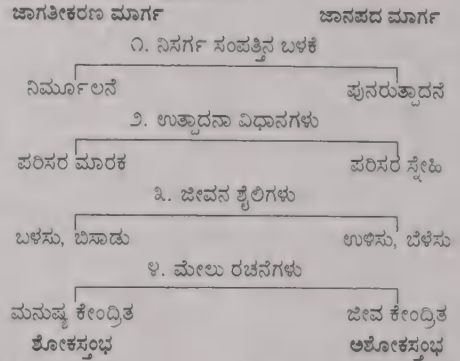 ಜಾಗತೀಕರಣ ಮಾರ್ಗ ಜಾನಪದ ಮಾರ್ಗ
೧. ನಿಸರ್ಗ ಸಂಪತ್ತಿನ ಬಳಕೆ
ನಿರ್ಮೂಲನೆ ಪುನರುತ್ಪಾದನೆ
೨. ಉತ್ಪಾದನಾ ವಿಧಾನಗಳು
ಪರಿಸರ ಮಾರಕ ಪರಿಸರ ಸ್ನೇಹಿ
೩. ಜೀವನ ಶೈಲಿಗಳು
ಬಳಸು, ಬಿಸಾಡು ಉಳಿಸು, ಬೆಳೆಸು
೪. ಮೇಲು ರಚನೆಗಳು
ಮನುಷ್ಯ ಕೇಂದ್ರಿತ ಜೀವ ಕೇಂದ್ರಿತ
ಶೋಕಸ್ತಂಭ ಅಶೋಕಸ್ತಂಭ